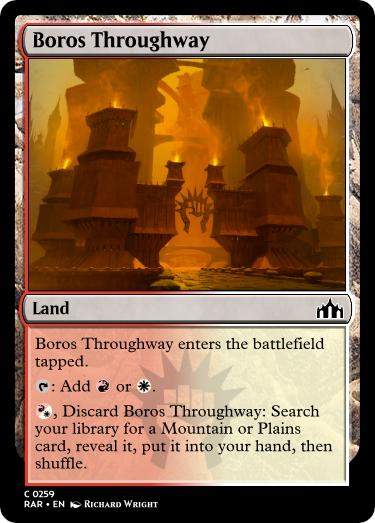 Boros Throughway
Land
Boros Throughway enters the battlefield
tapped.
: Add or .
, Discard Boros Throughway: Search
your library for a Mountain or Plains
card, reveal it, put it into your hand, then
shuffle.
C 0259
RAR • EN Richard Wright